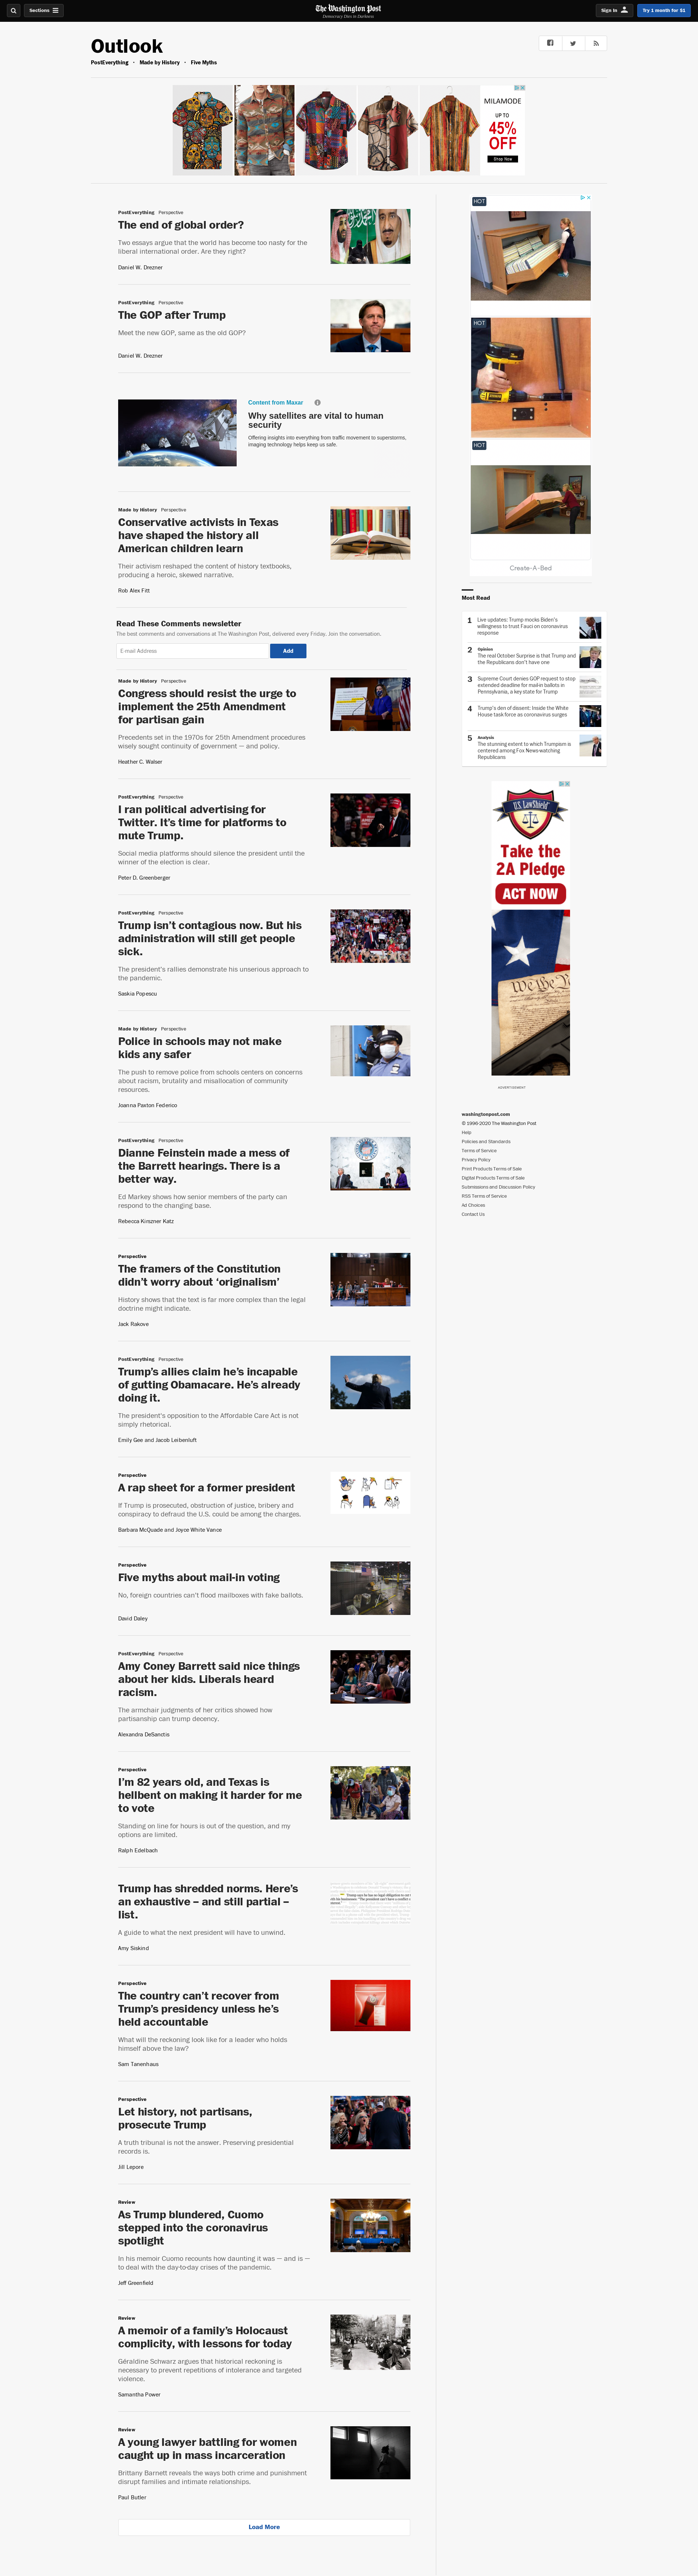 Sections
The Washington Post
Democracy Dies in Darkness
Sign In
Try 1 month for $1
Outlook
PostEverything • Made by History • Five Myths
MILAMODE
UP TO
45%
OFF
Shop Now
PostEverything Perspective
The end of global order?
Two essays argue that the world has become too nasty for the
liberal international order. Are they right?
Daniel W. Drezner
PostEverything Perspective
The GOP after Trump
Meet the new GOP, same as the old GOP?
Daniel W. Drezner
Content from Maxar
Why satellites are vital to human
security
Offering insights into everything from traffic movement to superstorms,
imaging technology helps keep us safe.
Made by History Perspective
Conservative activists in Texas
have shaped the history all
American children learn
Their activism reshaped the content of history textbooks,
producing a heroic, skewed narrative.
Rob Alex Fitt
Read These Comments newsletter
The best comments and conversations at The Washington Post, delivered every Friday. Join the conversation.
E-mail Address
Add
Made by History Perspective
Congress should resist the urge to
implement the 25th Amendment
for partisan gain
Precedents set in the 1970s for 25th Amendment procedures
wisely sought continuity of government — and policy.
Heather C. Walser
PostEverything Perspective
I ran political advertising for
Twitter. It’s time for platforms to
mute Trump.
Social media platforms should silence the president until the
winner of the election is clear.
Peter D. Greenberger
PostEverything Perspective
Trump isn’t contagious now. But his
administration will still get people
sick.
The president’s rallies demonstrate his unserious approach to
the pandemic.
Saskia Popescu
Made by History Perspective
Police in schools may not make
kids any safer
The push to remove police from schools centers on concerns
about racism, brutality and misallocation of community
resources.
Joanna Paxton Federico
PostEverything Perspective
Dianne Feinstein made a mess of
the Barrett hearings. There is a
better way.
Ed Markey shows how senior members of the party can
respond to the changing base.
Rebecca Kirszner Katz
Perspective
The framers of the Constitution
didn’t worry about ‘originalism’
History shows that the text is far more complex than the legal
doctrine might indicate.
Jack Rakove
PostEverything Perspective
Trump’s allies claim he’s incapable
of gutting Obamacare. He’s already
doing it.
The president’s opposition to the Affordable Care Act is not
simply rhetorical.
Emily Gee and Jacob Leibenluft
Perspective
A rap sheet for a former president
If Trump is prosecuted, obstruction of justice, bribery and
conspiracy to defraud the U.S. could be among the charges.
Barbara McQuade and Joyce White Vance
Perspective
Five myths about mail-in voting
No, foreign countries can’t flood mailboxes with fake ballots.
David Daley
PostEverything Perspective
Amy Coney Barrett said nice things
about her kids. Liberals heard
racism.
The armchair judgments of her critics showed how
partisanship can trump decency.
Alexandra DeSanctis
Perspective
I’m 82 years old, and Texas is
hellbent on making it harder for me
to vote
Standing on line for hours is out of the question, and my
options are limited.
Ralph Edelbach
Trump has shredded norms. Here’s
an exhaustive – and still partial –
list.
A guide to what the next president will have to unwind.
Amy Siskind
Perspective
The country can’t recover from
Trump’s presidency unless he’s
held accountable
What will the reckoning look like for a leader who holds
himself above the law?
Sam Tanenhaus
Perspective
Let history, not partisans,
prosecute Trump
A truth tribunal is not the answer. Preserving presidential
records is.
Jill Lepore
Review
As Trump blundered, Cuomo
stepped into the coronavirus
spotlight
In his memoir Cuomo recounts how daunting it was — and is —
to deal with the day-to-day crises of the pandemic.
Jeff Greenfield
Review
A memoir of a family’s Holocaust
complicity, with lessons for today
Géraldine Schwarz argues that historical reckoning is
necessary to prevent repetitions of intolerance and targeted
violence.
Samantha Power
Review
A young lawyer battling for women
caught up in mass incarceration
Brittany Barnett reveals the ways both crime and punishment
disrupt families and intimate relationships.
Paul Butler
Load More
HOT
HOT
HOT
Create-A-Bed
Most Read
1 Live updates: Trump mocks Biden’s
willingness to trust Fauci on coronavirus
response
2 Opinion
The real October Surprise is that Trump and
the Republicans don’t have one
3 Supreme Court denies GOP request to stop
extended deadline for mail-in ballots in
Pennsylvania, a key state for Trump
4 Trump’s den of dissent: Inside the White
House task force as coronavirus surges
5 Analysis
The stunning extent to which Trumpism is
centered among Fox News-watching
Republicans
U.S. LawShield
Take the
2A Pledge
ACT NOW
ADVERTISEMENT
washingtonpost.com
© 1996-2020 The Washington Post
Help
Policies and Standards
Terms of Service
Privacy Policy
Print Products Terms of Sale
Digital Products Terms of Sale
Submissions and Discussion Policy
RSS Terms of Service
Ad Choices
Contact Us